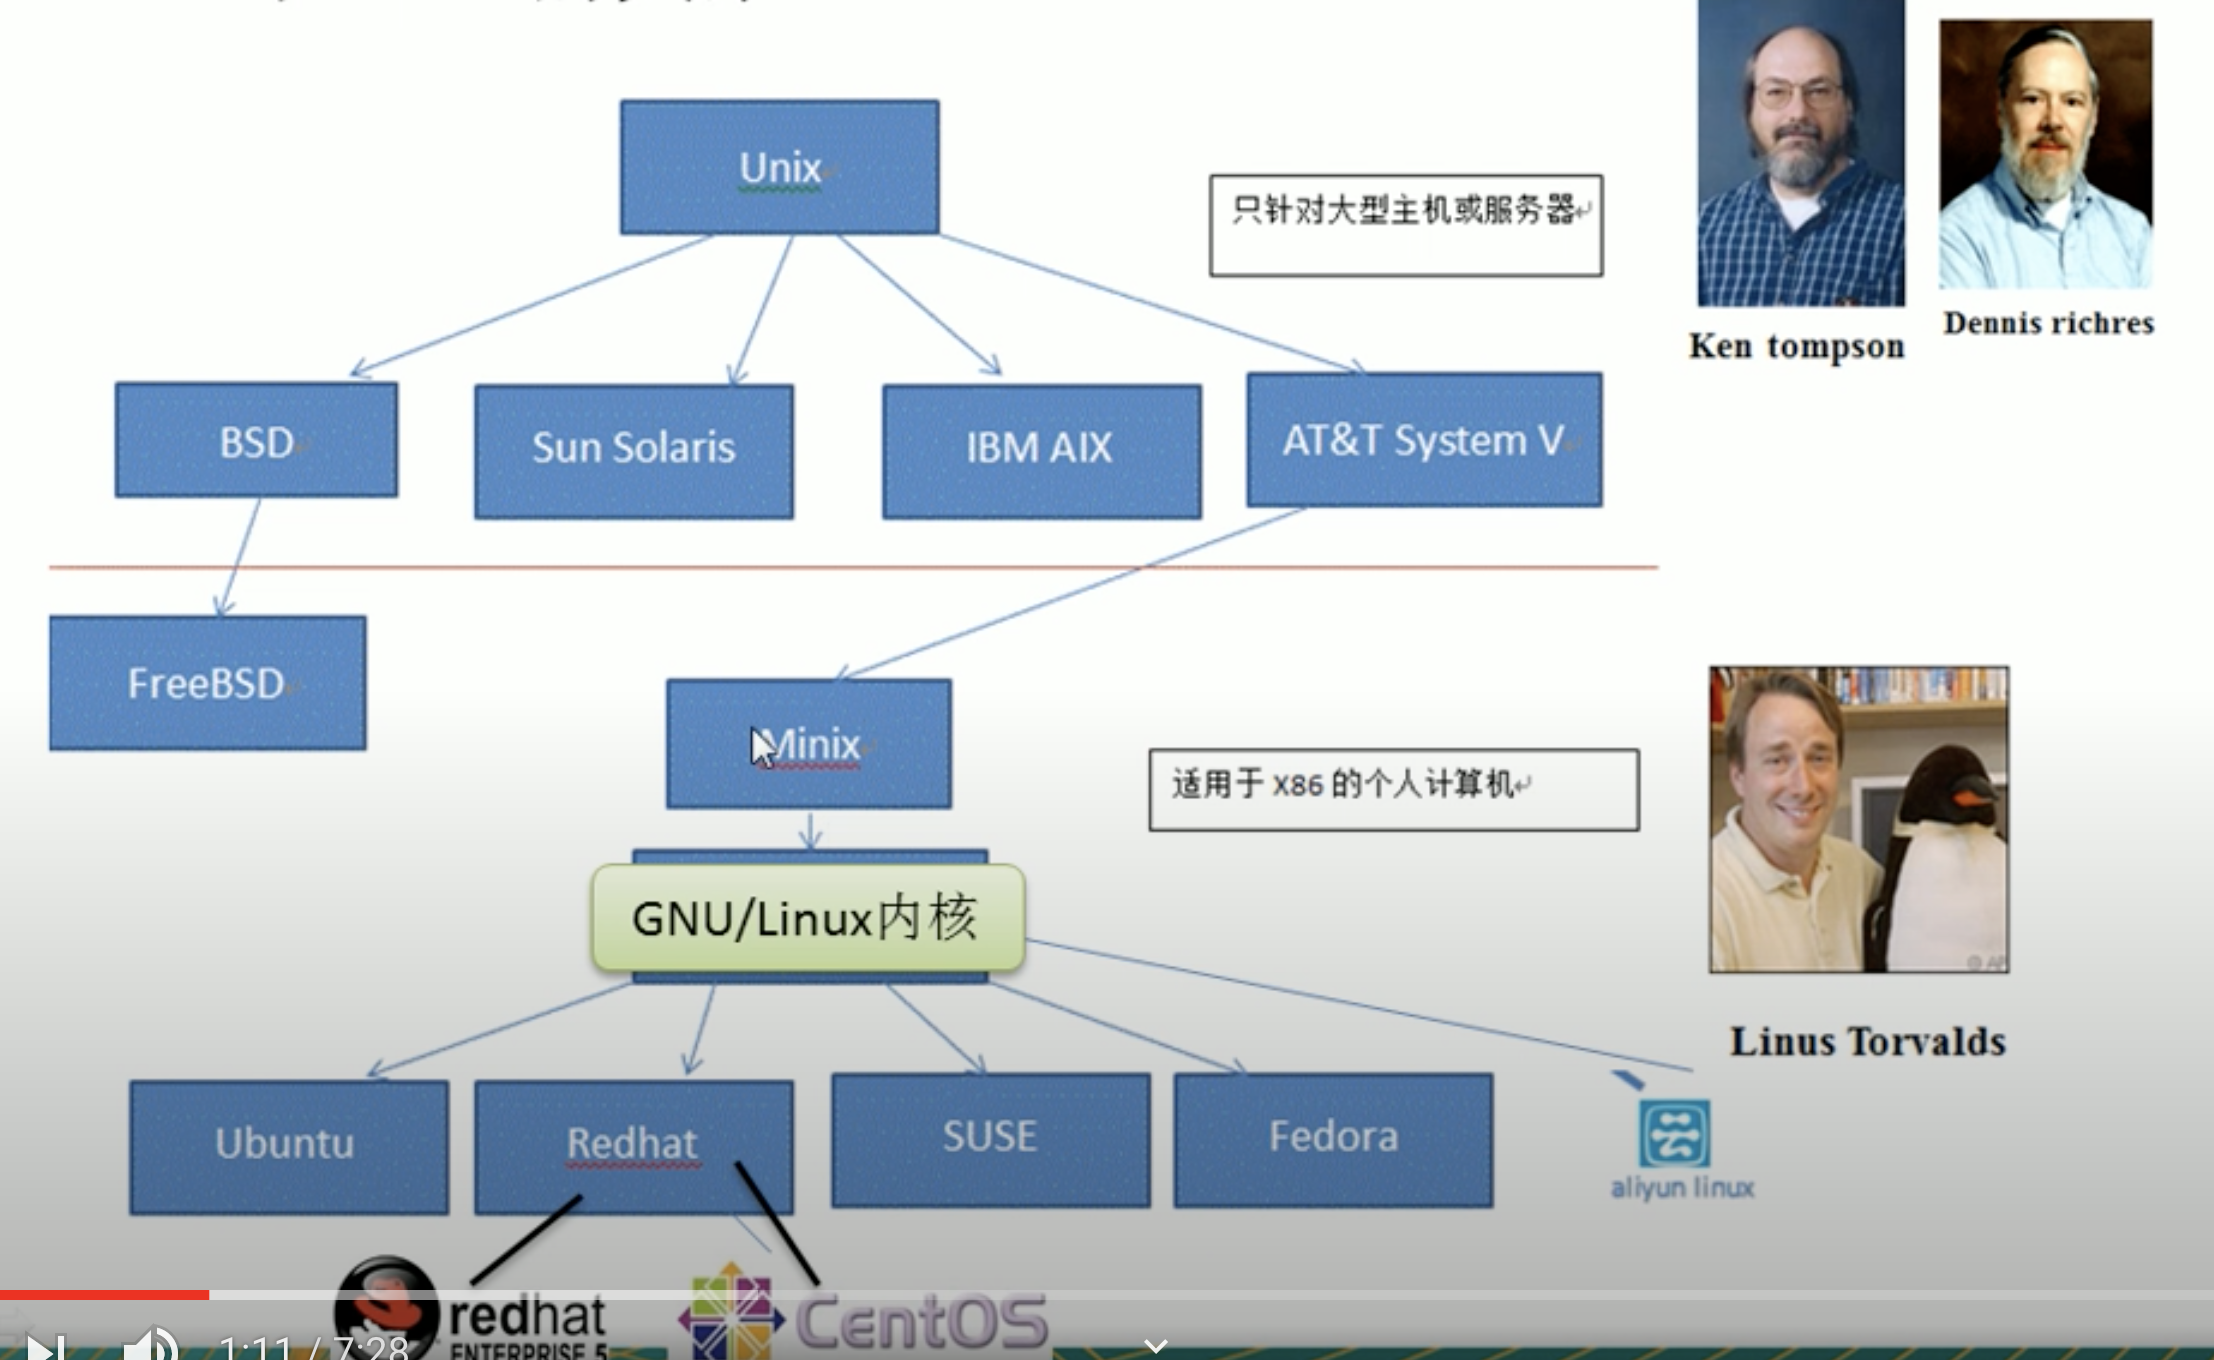 Unix
只针对大型主机或服务器
Ken tompson
Dennis richres
BSD
Sun Solaris
IBM AIX
AT&T System V
FreeBSD
Minix
适用于 X86 的个人计算机
GNU/Linux内核
© AP
Linus Torvalds
Ubuntu
Redhat
SUSE
Fedora
aliyun linux
redhat
ENTERPRISE 5
CentOS
1:11 / 7:28